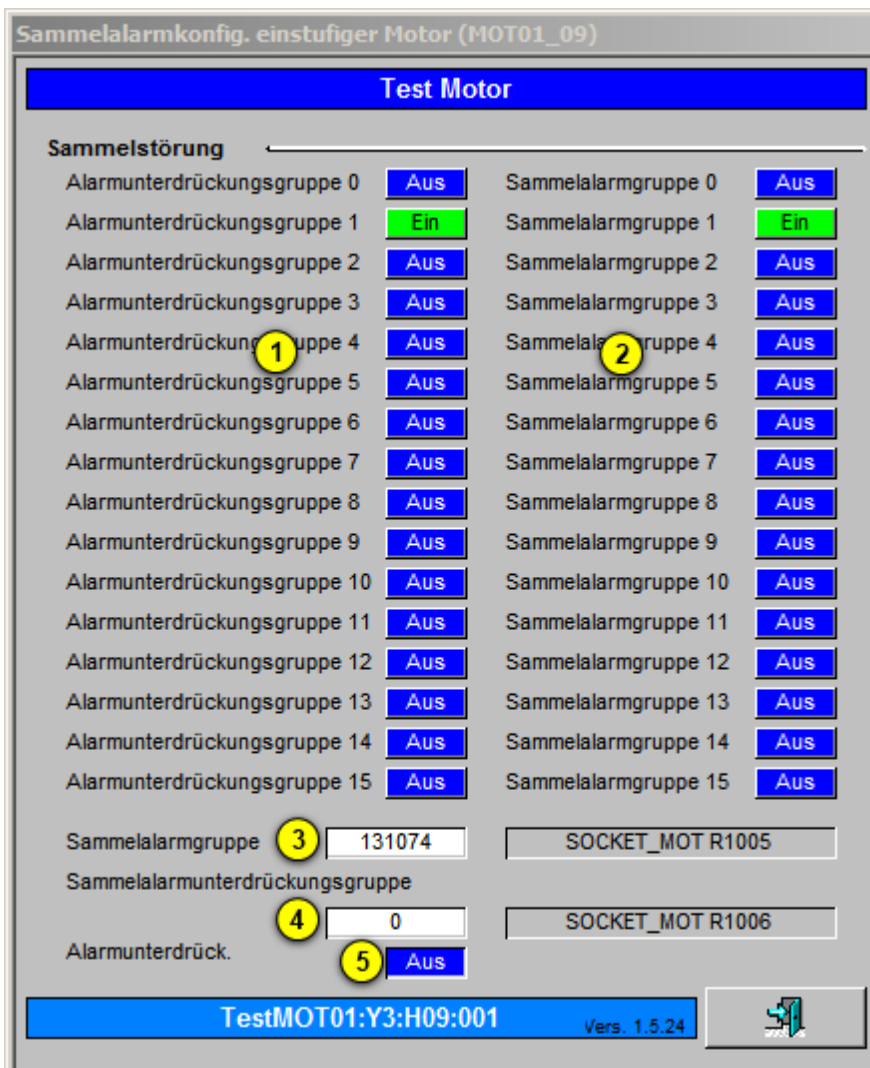 Sammelalarmkonfig. einstufiger Motor (MOT01_09)
Test Motor
Sammelstörung
Alarmunterdrückungsgruppe 0 Aus Sammelalarmgruppe 0 Aus
Alarmunterdrückungsgruppe 1 Ein Sammelalarmgruppe 1 Ein
Alarmunterdrückungsgruppe 2 Aus Sammelalarmgruppe 2 Aus
Alarmunterdrückungsgruppe 3 Aus Sammelalarmgruppe 3 Aus
Alarmunterdrückungsgruppe 4 Aus Sammelalarmgruppe 4 Aus
1 2
Alarmunterdrückungsgruppe 5 Aus Sammelalarmgruppe 5 Aus
Alarmunterdrückungsgruppe 6 Aus Sammelalarmgruppe 6 Aus
Alarmunterdrückungsgruppe 7 Aus Sammelalarmgruppe 7 Aus
Alarmunterdrückungsgruppe 8 Aus Sammelalarmgruppe 8 Aus
Alarmunterdrückungsgruppe 9 Aus Sammelalarmgruppe 9 Aus
Alarmunterdrückungsgruppe 10 Aus Sammelalarmgruppe 10 Aus
Alarmunterdrückungsgruppe 11 Aus Sammelalarmgruppe 11 Aus
Alarmunterdrückungsgruppe 12 Aus Sammelalarmgruppe 12 Aus
Alarmunterdrückungsgruppe 13 Aus Sammelalarmgruppe 13 Aus
Alarmunterdrückungsgruppe 14 Aus Sammelalarmgruppe 14 Aus
Alarmunterdrückungsgruppe 15 Aus Sammelalarmgruppe 15 Aus
Sammelalarmgruppe 3 131074 SOCKET_MOT R1005
Sammelalarmunterdrückungsgruppe
4 0 SOCKET_MOT R1006
Alarmunterdrück. 5 Aus
TestMOT01:Y3:H09:001 Vers. 1.5.24